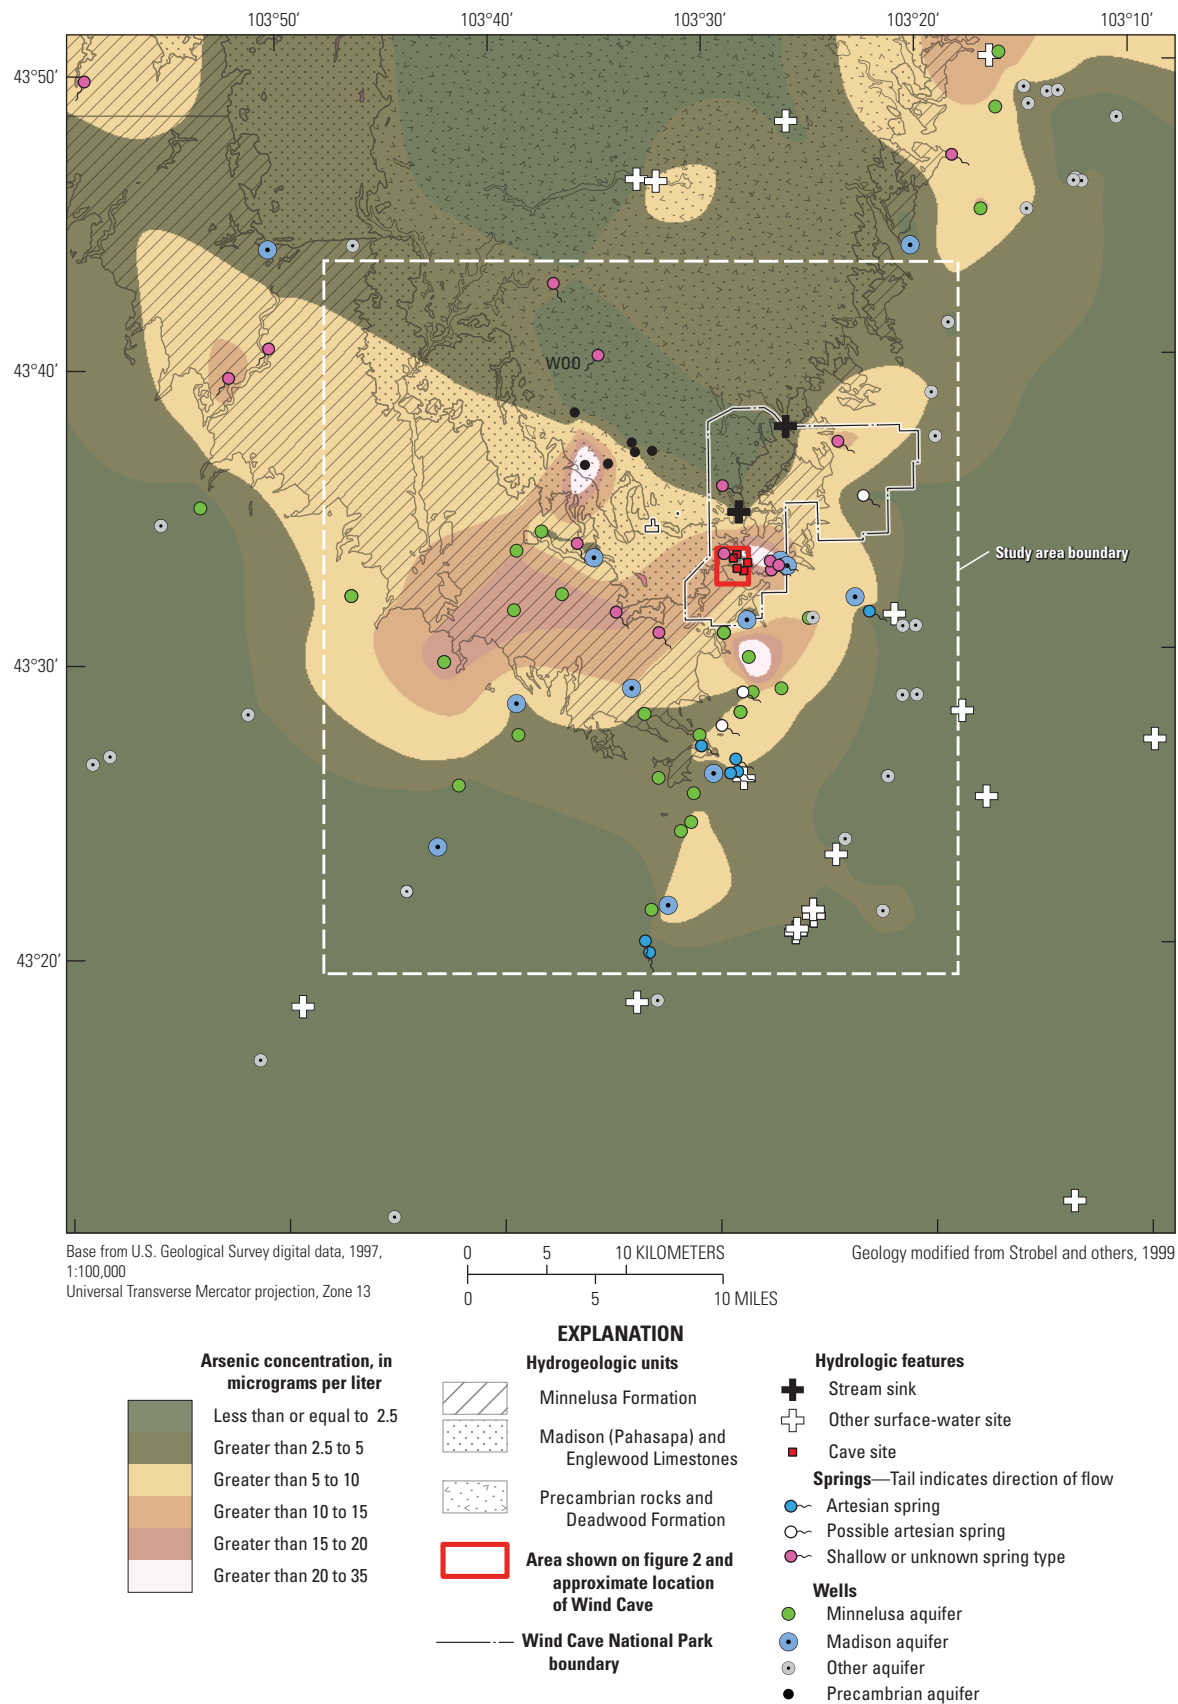 103°50’ 103°40’ 103°30’ 103°20’ 103°10’
43°50’
43°40’
W00
Study area boundary
43°30’
43°20’
Base from U.S. Geological Survey digital data, 1997,
1:100,000
Universal Transverse Mercator projection, Zone 13
0 5 10 KILOMETERS
0 5 10 MILES
Geology modified from Strobel and others, 1999
EXPLANATION
Arsenic concentration, in
micrograms per liter
Less than or equal to 2.5
Greater than 2.5 to 5
Greater than 5 to 10
Greater than 10 to 15
Greater than 15 to 20
Greater than 20 to 35
Hydrogeologic units
Minnelusa Formation
Madison (Pahasapa) and
Englewood Limestones
Precambrian rocks and
Deadwood Formation
Area shown on figure 2 and
approximate location
of Wind Cave
Wind Cave National Park
boundary
Hydrologic features
Stream sink
Other surface-water site
Cave site
Springs—Tail indicates direction of flow
Artesian spring
Possible artesian spring
Shallow or unknown spring type
Wells
Minnelusa aquifer
Madison aquifer
Other aquifer
Precambrian aquifer